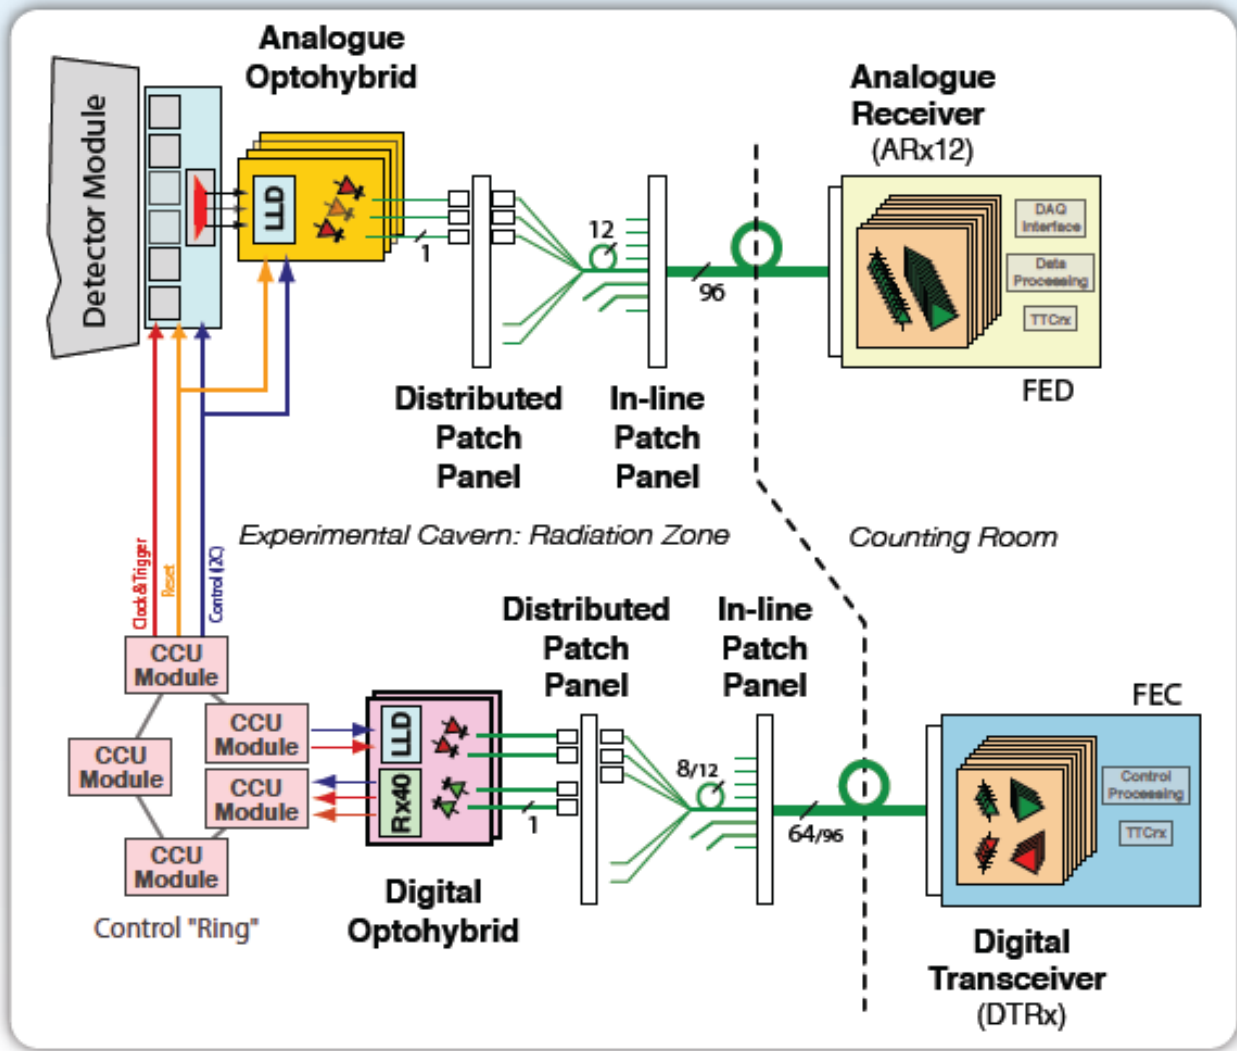 Analogue
Optohybrid
Detector Module
LLD
1
12
96
Analogue
Receiver
(ARx12)
DAQ
Interface
Data
Processing
TTCrx
FED
Distributed
Patch
Panel
In-line
Patch
Panel
Experimental Cavern: Radiation Zone
Counting Room
Clock & Trigger
Reset
Control (I2C)
CCU
Module
CCU
Module
CCU
Module
CCU
Module
CCU
Module
Control "Ring"
LLD
Rx40
1
Digital
Optohybrid
Distributed
Patch
Panel
In-line
Patch
Panel
8/12
64/96
FEC
Control
Processing
TTCrx
Digital
Transceiver
(DTRx)